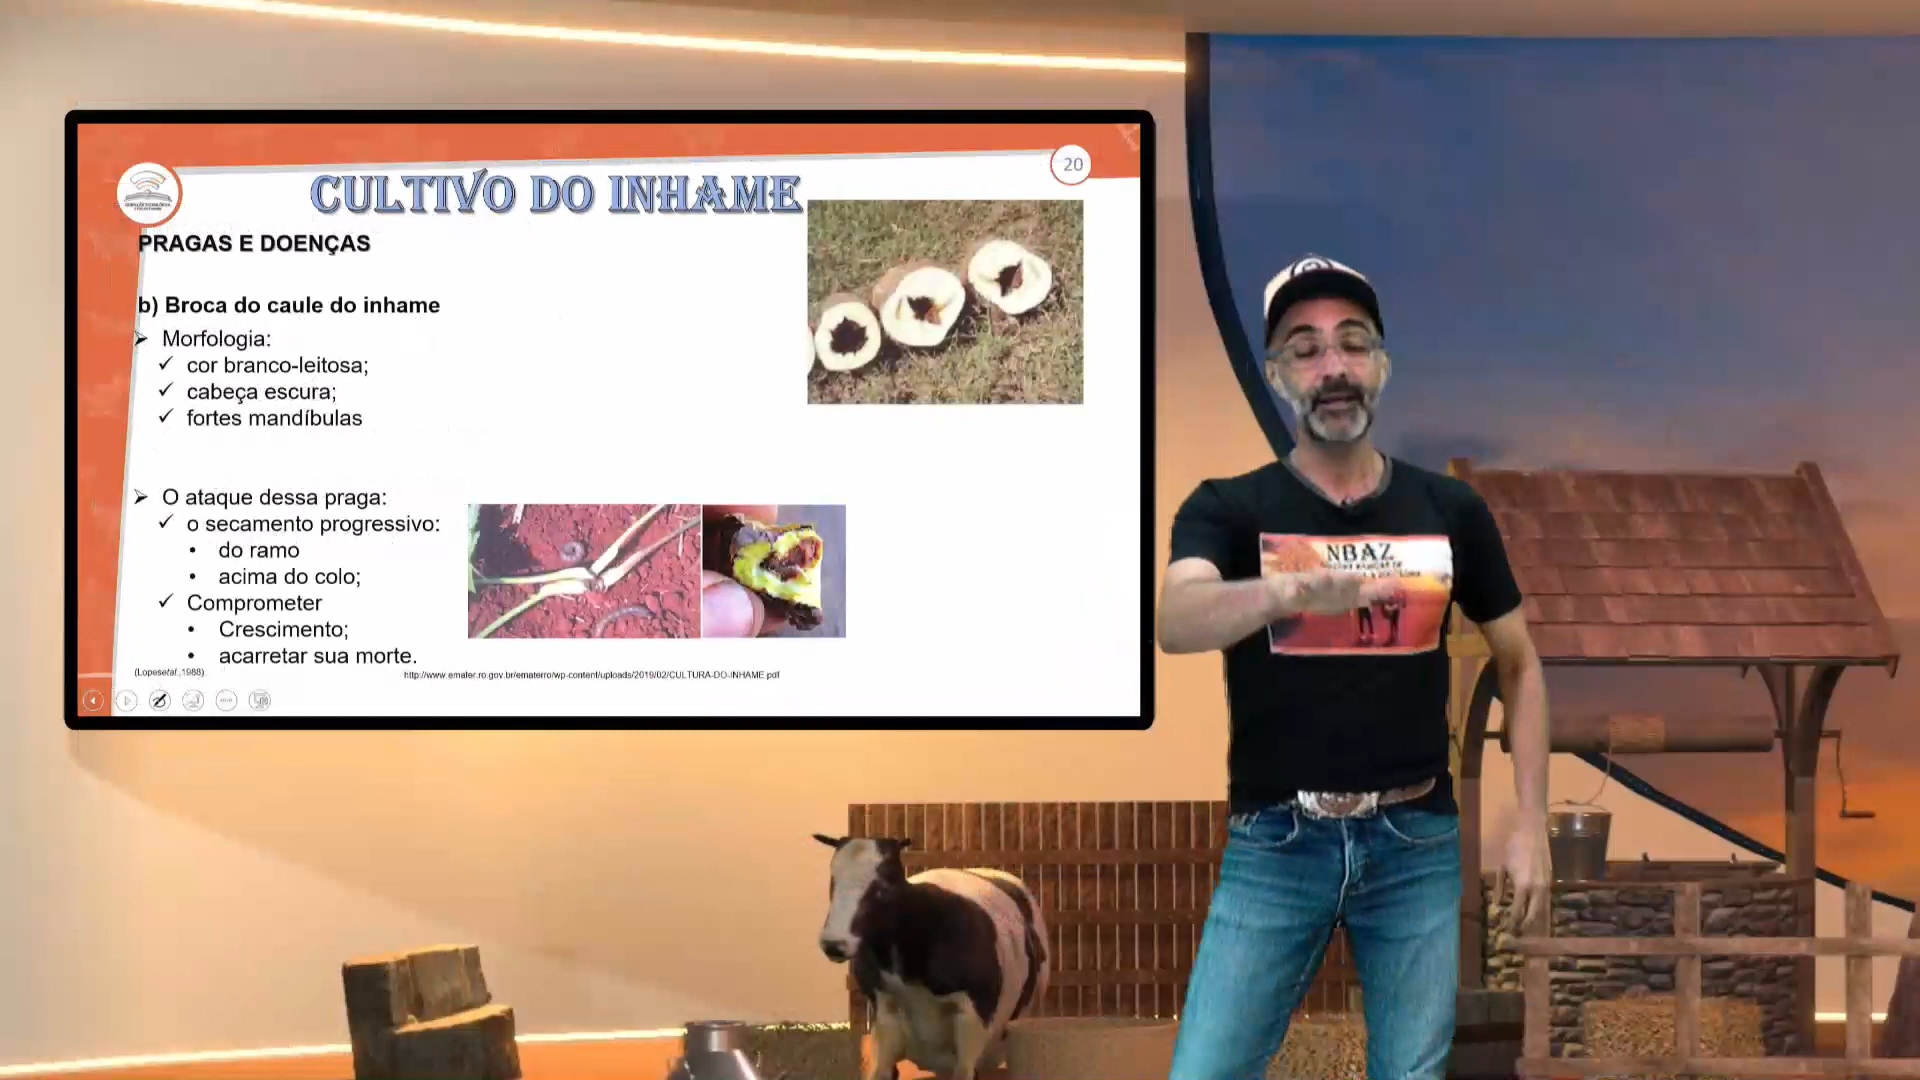 20
CULTIVO DO INHAME
PRAGAS E DOENÇAS
b) Broca do caule do inhame
Morfologia:
cor branco-leitosa;
cabeça escura;
fortes mandíbulas
O ataque dessa praga:
o secamento progressivo:
do ramo
acima do colo;
Comprometer
Crescimento;
acarretar sua morte.
(Lopesetal.,1988)
http://www.emater.ro.gov.br/ematerro/wp-content/uploads/2019/02/CULTURA-DO-INHAME.pdf
NBAZ